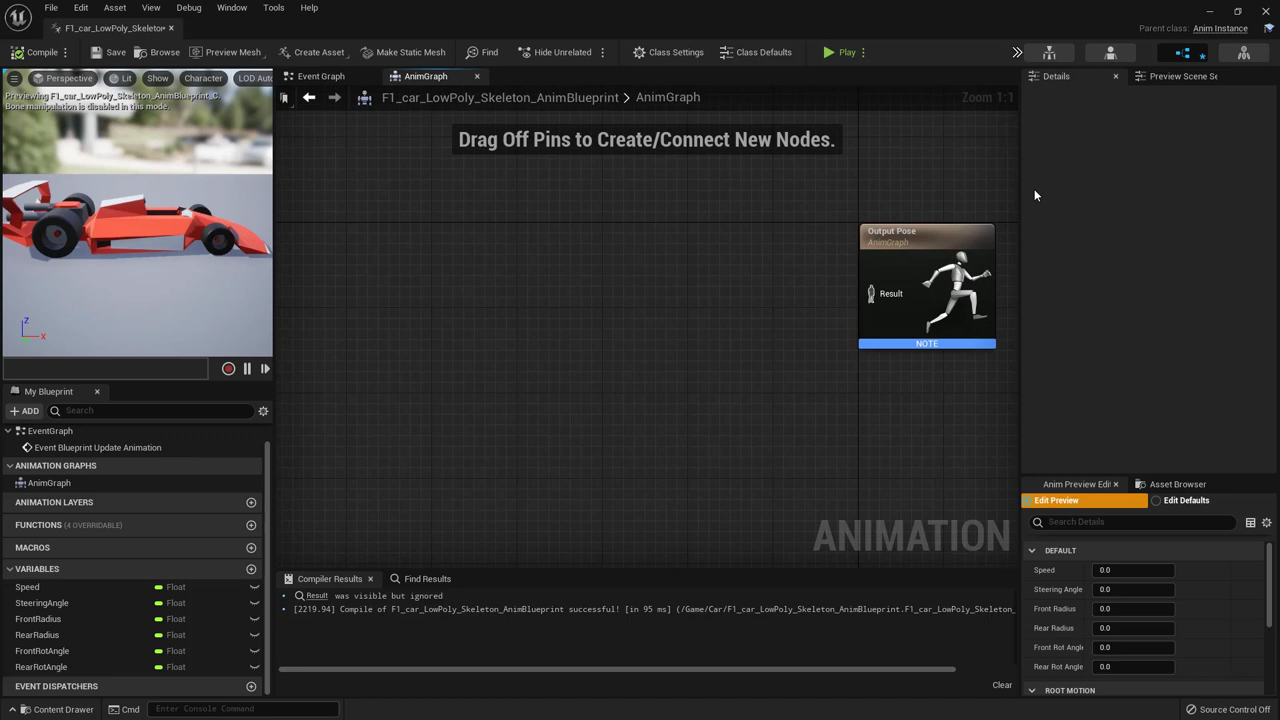 File Edit Asset View Debug Window Tools Help
F1_car_LowPoly_Skeleton•
Parent class: Anim Instance
Compile Save Browse Preview Mesh Create Asset Make Static Mesh Find Hide Unrelated Class Settings Class Defaults Play
Perspective Lit Show Character LOD Auto
Previewing F1_car_LowPoly_Skeleton_AnimBlueprint_C.
Bone manipulation is disabled in this mode.
Z
X
Event Graph AnimGraph
F1_car_LowPoly_Skeleton_AnimBlueprint > AnimGraph
Zoom 1:1
Drag Off Pins to Create/Connect New Nodes.
Output Pose
AnimGraph
Result
NOTE
ANIMATION
Details Preview Scene Se
My Blueprint
ADD Search
EventGraph
Event Blueprint Update Animation
ANIMATION GRAPHS
AnimGraph
ANIMATION LAYERS
FUNCTIONS (4 OVERRIDABLE)
MACROS
VARIABLES
Speed Float
SteeringAngle Float
FrontRadius Float
RearRadius Float
FrontRotAngle Float
RearRotAngle Float
EVENT DISPATCHERS
Compiler Results Find Results
Result was visible but ignored
[2219.94] Compile of F1_car_LowPoly_Skeleton_AnimBlueprint successful! [in 95 ms] (/Game/Car/F1_car_LowPoly_Skeleton_AnimBlueprint.F1_car_LowPoly_Skeleton_
Clear
Anim Preview Edit Asset Browser
Edit Preview Edit Defaults
Search Details
DEFAULT
Speed 0.0
Steering Angle 0.0
Front Radius 0.0
Rear Radius 0.0
Front Rot Angle 0.0
Rear Rot Angle 0.0
ROOT MOTION
Content Drawer Cmd Enter Console Command
Source Control Off